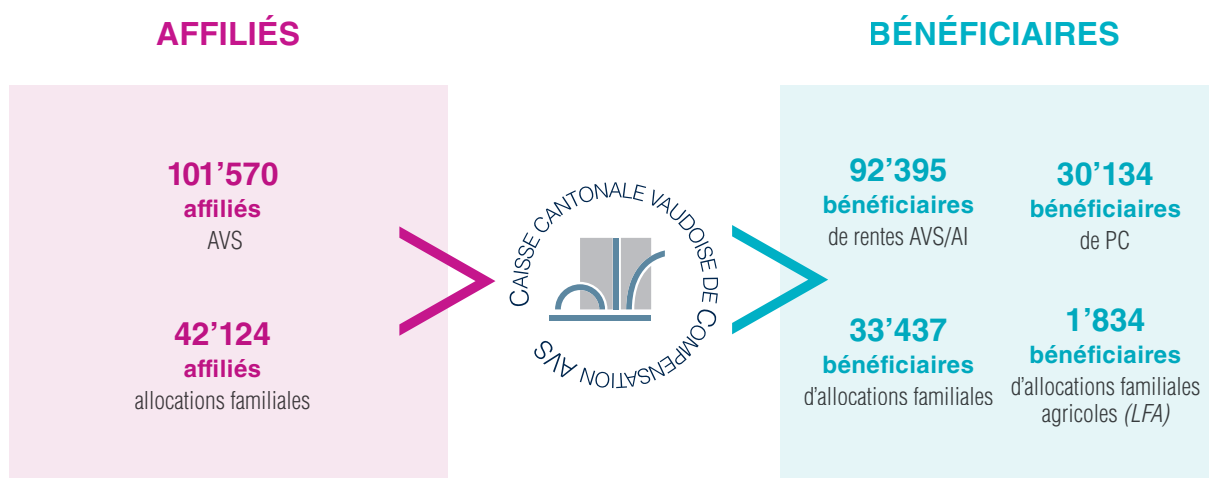 AFFILIÉS
101’570
affiliés
AVS
42’124
affiliés
allocations familiales
CAISSE CANTONALE VAUDOISE DE COMPENSATION AVS
BÉNÉFICIAIRES
92’395
bénéficiaires
de rentes AVS/AI
30’134
bénéficiaires
de PC
33’437
bénéficiaires
d’allocations familiales
1’834
bénéficiaires
d’allocations familiales
agricoles (LFA)